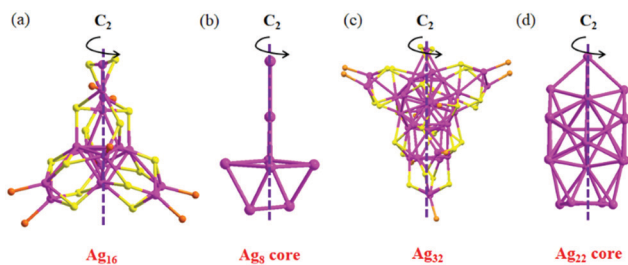 (a) C₂ (b) C₂ (c) C₂ (d) C₂
Ag₁₆ Ag₈ core Ag₃₂ Ag₂₂ core